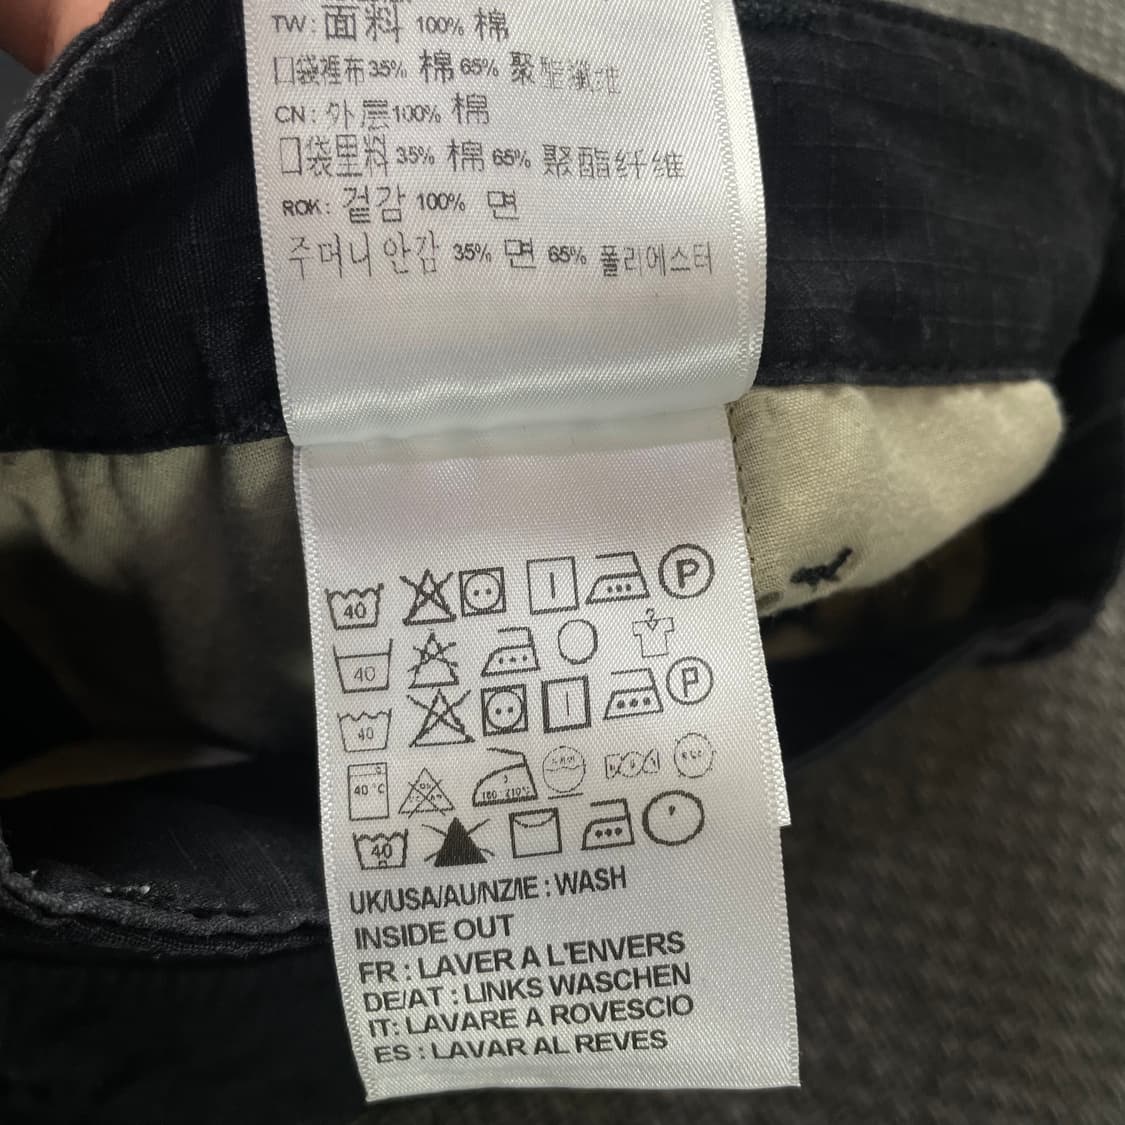 TW: 面料 100% 棉
口袋裡布 35% 棉 65% 聚酯纖維
CN: 外层 100% 棉
口袋里料 35% 棉 65% 聚酯纤维
ROK: 겉감 100% 면
주머니 안감 35% 면 65% 폴리에스터
40 P
40
40 P
40 °C
40
UK/USA/AU/NZ/IE : WASH
INSIDE OUT
FR : LAVER A L'ENVERS
DE/AT : LINKS WASCHEN
IT: LAVARE A ROVESCIO
ES : LAVAR AL REVES